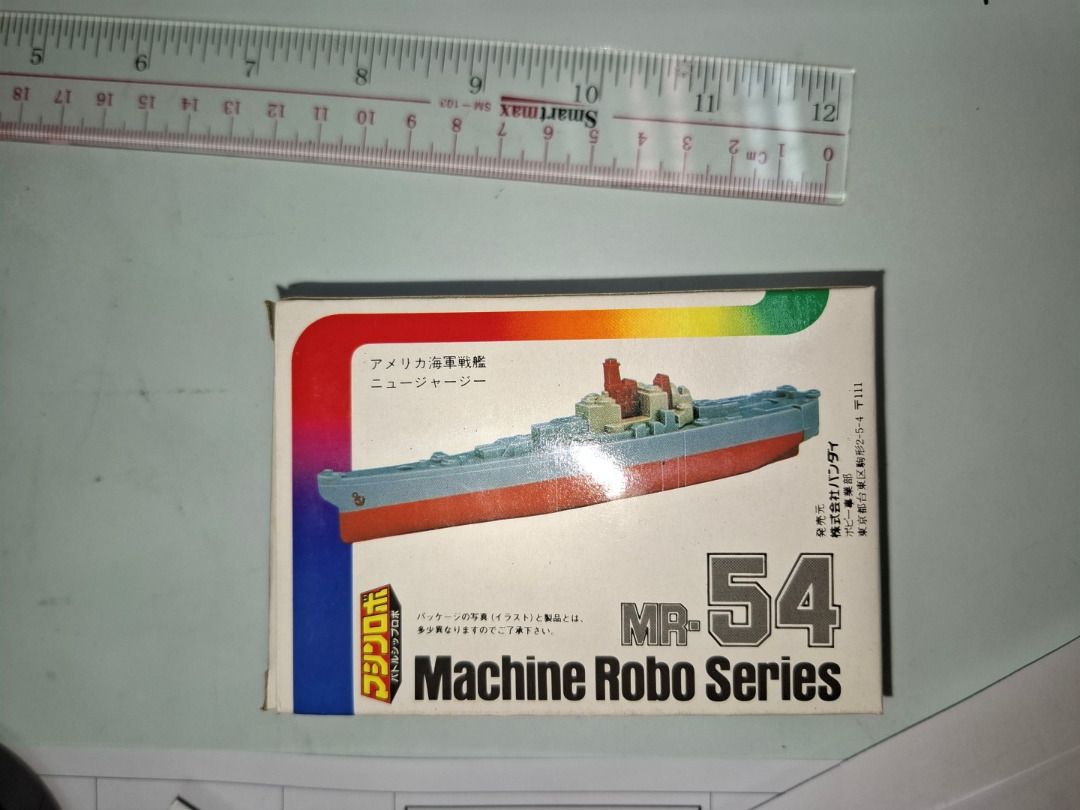 5 6 7 8 9 10 11 12
18 17 16 15 14 13 12 11 10 9 8 7 6 5 4 3 2 1 0
SM-103
Smartmax
Cm
アメリカ海軍戦艦
ニュージャージー
発売元
株式会社バンダイ
ポピー事業部
東京都台東区駒形2-5-4 〒111
マシンロボ
バトルシップロボ
パッケージの写真(イラスト)と製品とは、
多少異なりますのでご了承下さい。
MR-54
Machine Robo Series